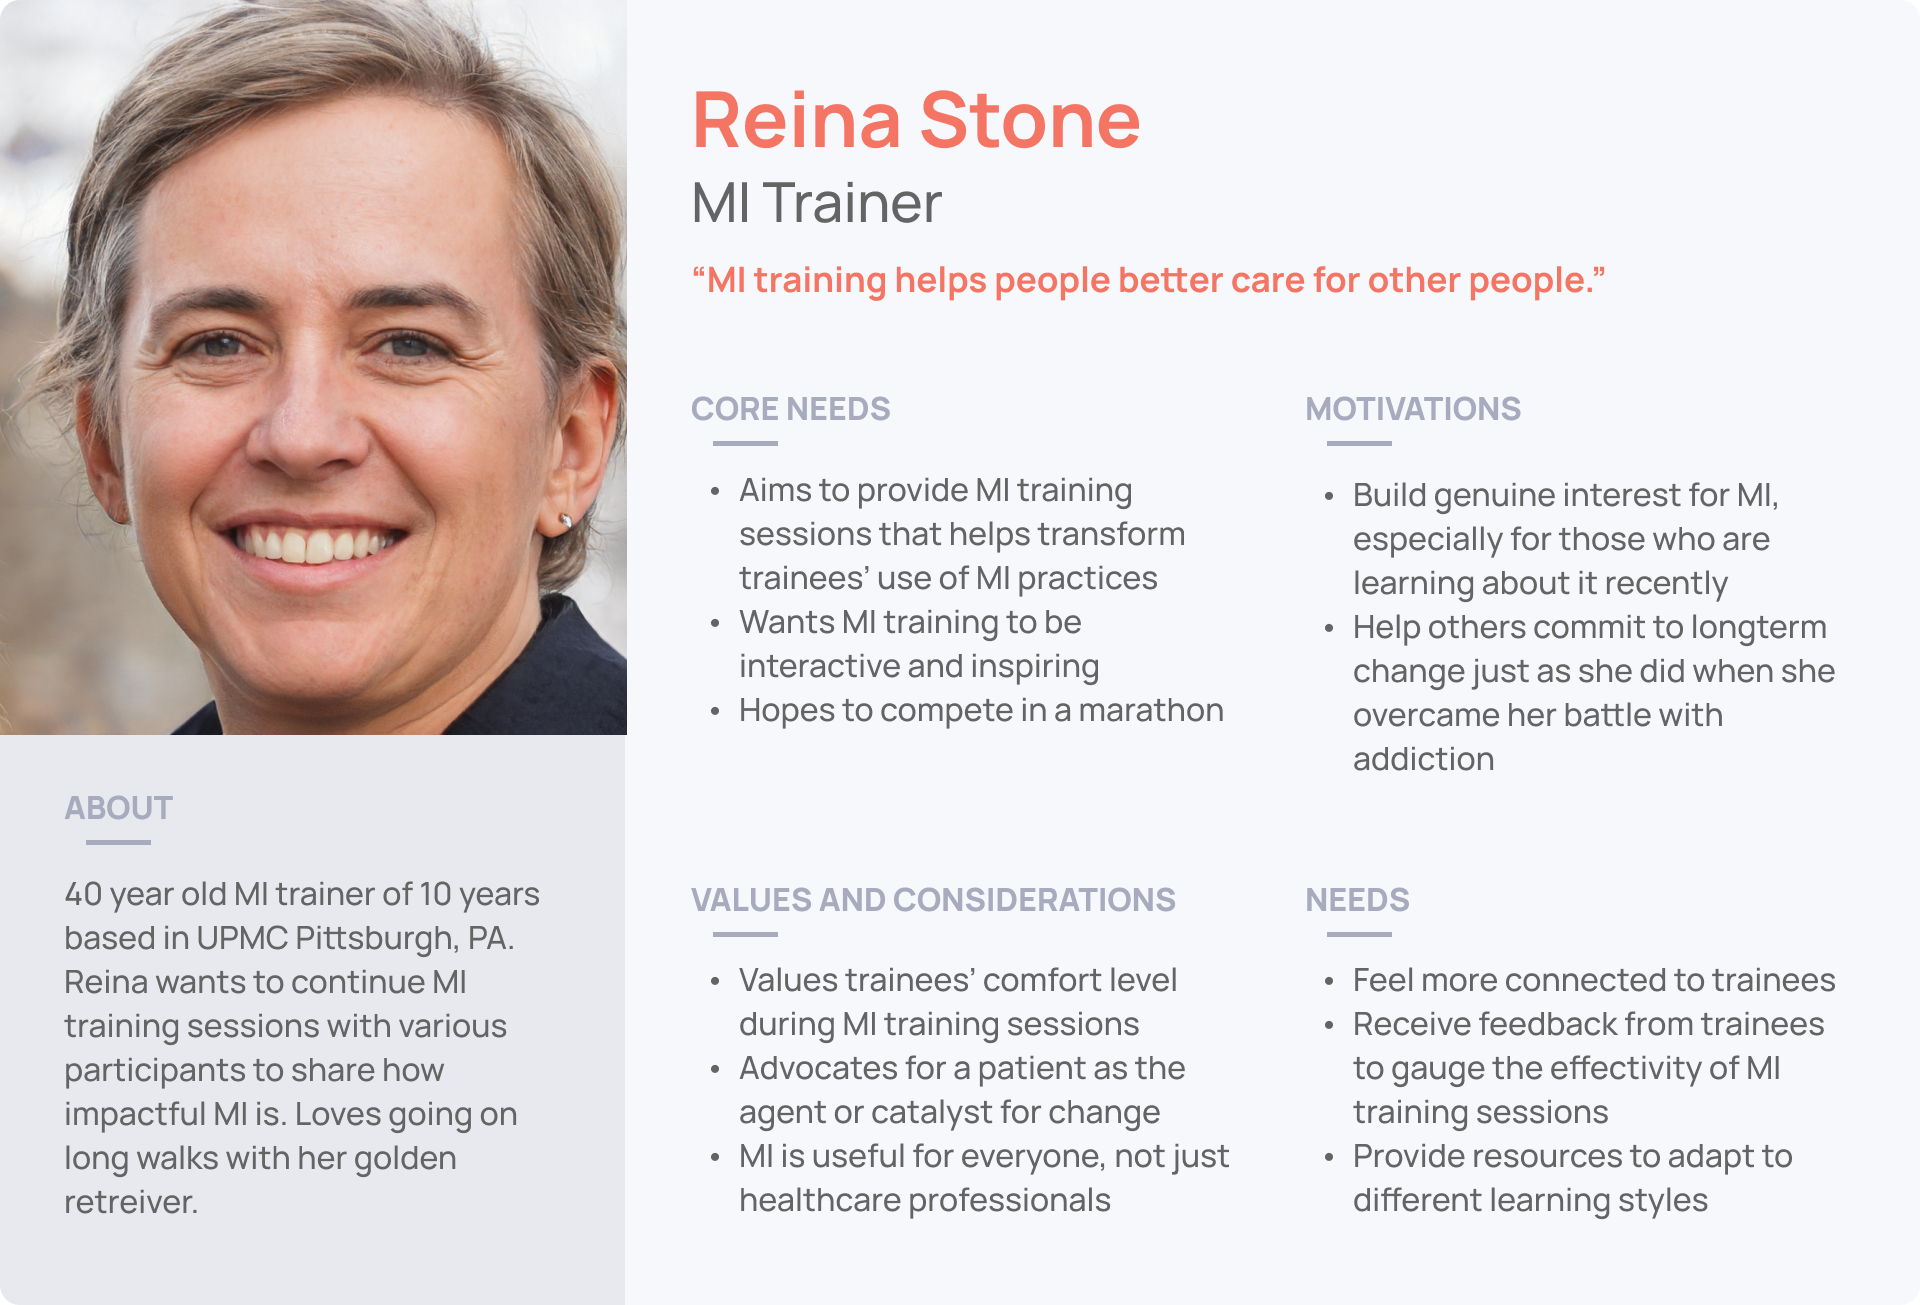 Reina Stone
MI Trainer
“MI training helps people better care for other people.”
CORE NEEDS
• Aims to provide MI training
sessions that helps transform
trainees’ use of MI practices
• Wants MI training to be
interactive and inspiring
• Hopes to compete in a marathon
MOTIVATIONS
• Build genuine interest for MI,
especially for those who are
learning about it recently
• Help others commit to longterm
change just as she did when she
overcame her battle with
addiction
ABOUT
40 year old MI trainer of 10 years
based in UPMC Pittsburgh, PA.
Reina wants to continue MI
training sessions with various
participants to share how
impactful MI is. Loves going on
long walks with her golden
retreiver.
VALUES AND CONSIDERATIONS
• Values trainees’ comfort level
during MI training sessions
• Advocates for a patient as the
agent or catalyst for change
• MI is useful for everyone, not just
healthcare professionals
NEEDS
• Feel more connected to trainees
• Receive feedback from trainees
to gauge the effectivity of MI
training sessions
• Provide resources to adapt to
different learning styles